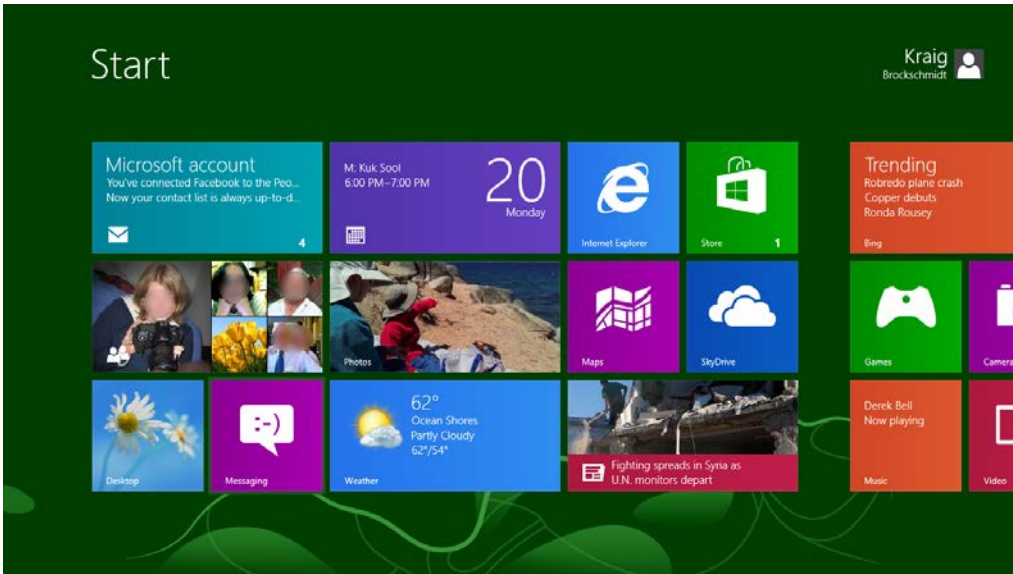 Start
Kraig
Brockschmidt
Microsoft account
You've connected Facebook to the Peo...
Now your contact list is always up-to-d...
4
M: Kuk Sool
6:00 PM–7:00 PM
20
Monday
Internet Explorer
Store
1
Trending
Robredo plane crash
Copper debuts
Ronda Rousey
Bing
Photos
Maps
SkyDrive
Games
Camera
Desktop
:-)
Messaging
62°
Ocean Shores
Partly Cloudy
62°/54°
Weather
Fighting spreads in Syria as
U.N. monitors depart
Derek Bell
Now playing
Music
Video